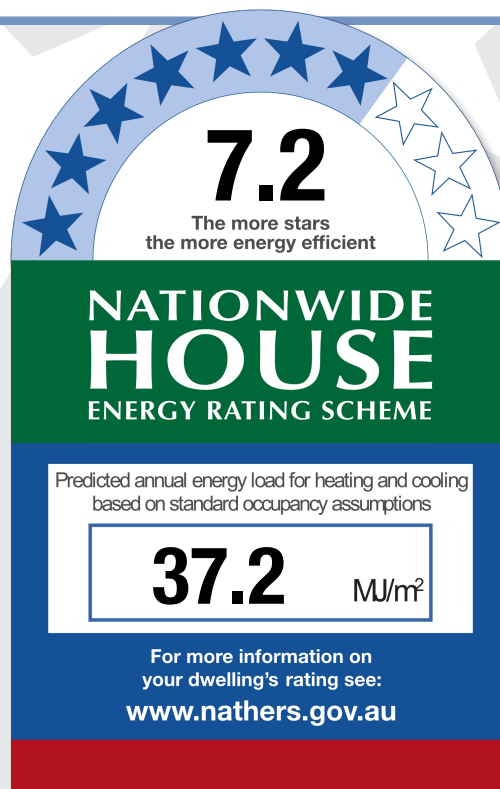 7.2
The more stars
the more energy efficient
NATIONWIDE
HOUSE
ENERGY RATING SCHEME
Predicted annual energy load for heating and cooling
based on standard occupancy assumptions
37.2 MJ/m²
For more information on
your dwelling's rating see:
www.nathers.gov.au